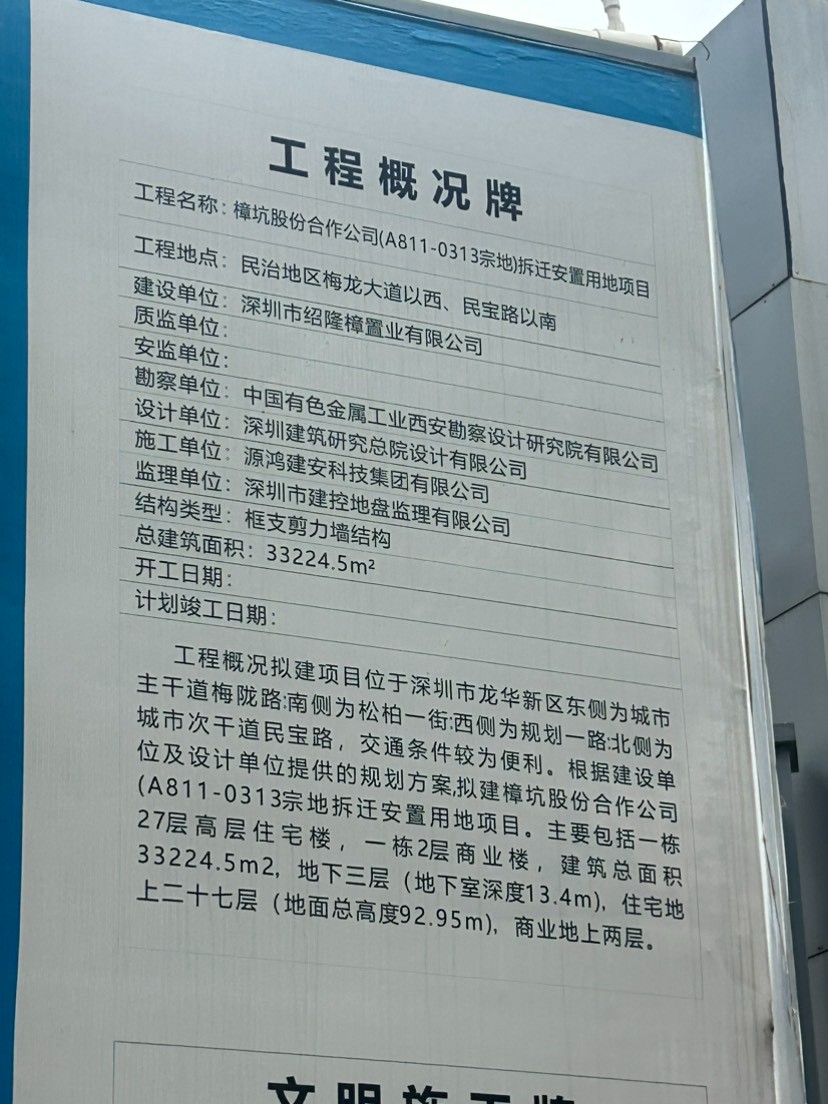 工程概况牌
工程名称：樟坑股份合作公司(A811-0313宗地)拆迁安置用地项目
工程地点：民治地区梅龙大道以西、民宝路以南
建设单位：深圳市绍隆樟置业有限公司
质监单位：
安监单位：
勘察单位：中国有色金属工业西安勘察设计研究院有限公司
设计单位：深圳建筑研究总院设计有限公司
施工单位：源鸿建安科技集团有限公司
监理单位：深圳市建控地盘监理有限公司
结构类型：框支剪力墙结构
总建筑面积：33224.5m²
开工日期：
计划竣工日期：
工程概况拟建项目位于深圳市龙华新区东侧为城市
主干道梅陇路:南侧为松柏一街:西侧为规划一路:北侧为
城市次干道民宝路，交通条件较为便利。根据建设单
位及设计单位提供的规划方案,拟建樟坑股份合作公司
(A811-0313宗地拆迁安置用地项目。主要包括一栋
27层高层住宅楼，一栋2层商业楼，建筑总面积
33224.5m2，地下三层（地下室深度13.4m)，住宅地
上二十七层（地面总高度92.95m)，商业地上两层。
文明施工牌